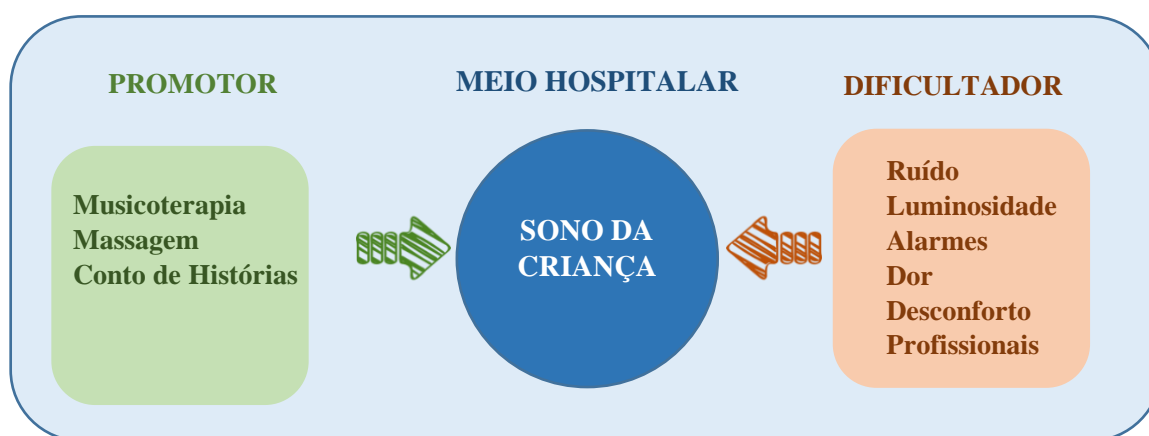 PROMOTOR
MEIO HOSPITALAR
DIFICULTADOR
Musicoterapia
Massagem
Conto de Histórias
SONO DA
CRIANÇA
Ruído
Luminosidade
Alarmes
Dor
Desconforto
Profissionais